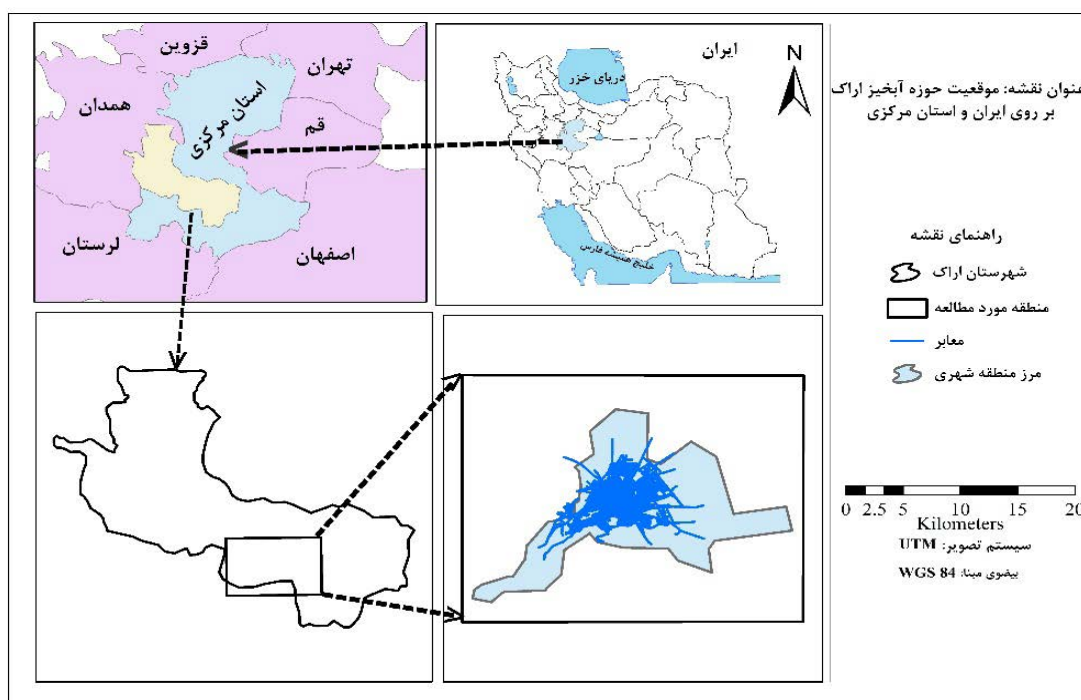 عنوان نقشه: موقعیت حوزه آبخیز اراک
بر روی ایران و استان مرکزی
ایران
N
دریای خزر
خلیج همیشه فارس
قزوین
تهران
همدان
استان مرکزی
قم
لرستان
اصفهان
راهنمای نقشه
شهرستان اراک
منطقه مورد مطالعه
معابر
مرز منطقه شهری
0 2.5 5 10 15 20
Kilometers
سیستم تصویر: UTM
بیضوی مبنا: WGS 84